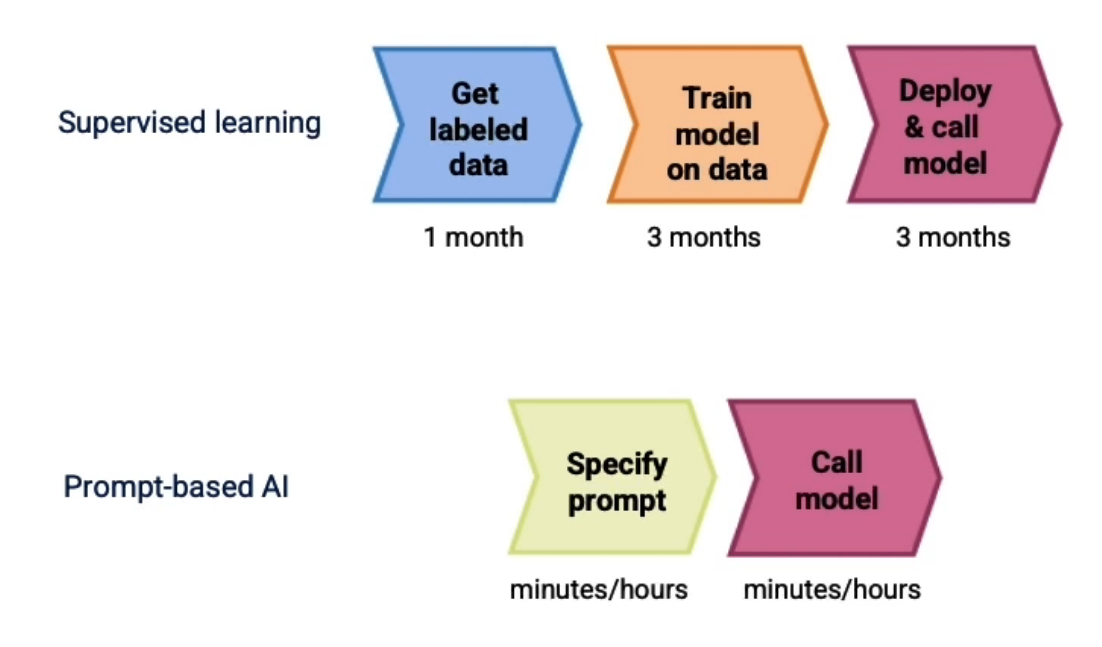 Supervised learning
Get
labeled
data
Train
model
on data
Deploy
& call
model
1 month
3 months
3 months
Prompt-based AI
Specify
prompt
Call
model
minutes/hours
minutes/hours